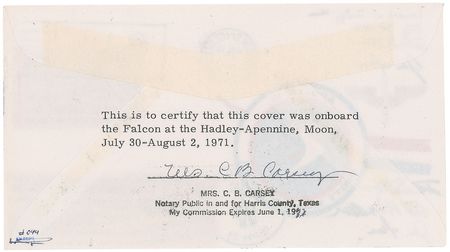 This is to certify that this cover was onboard
the Falcon at the Hadley-Apennine, Moon,
July 30-August 2, 1971.
Mrs. C B Carsey
MRS. C. B. CARSEY
Notary Public in and for Harris County, Texas
My Commission Expires June 1, 1973